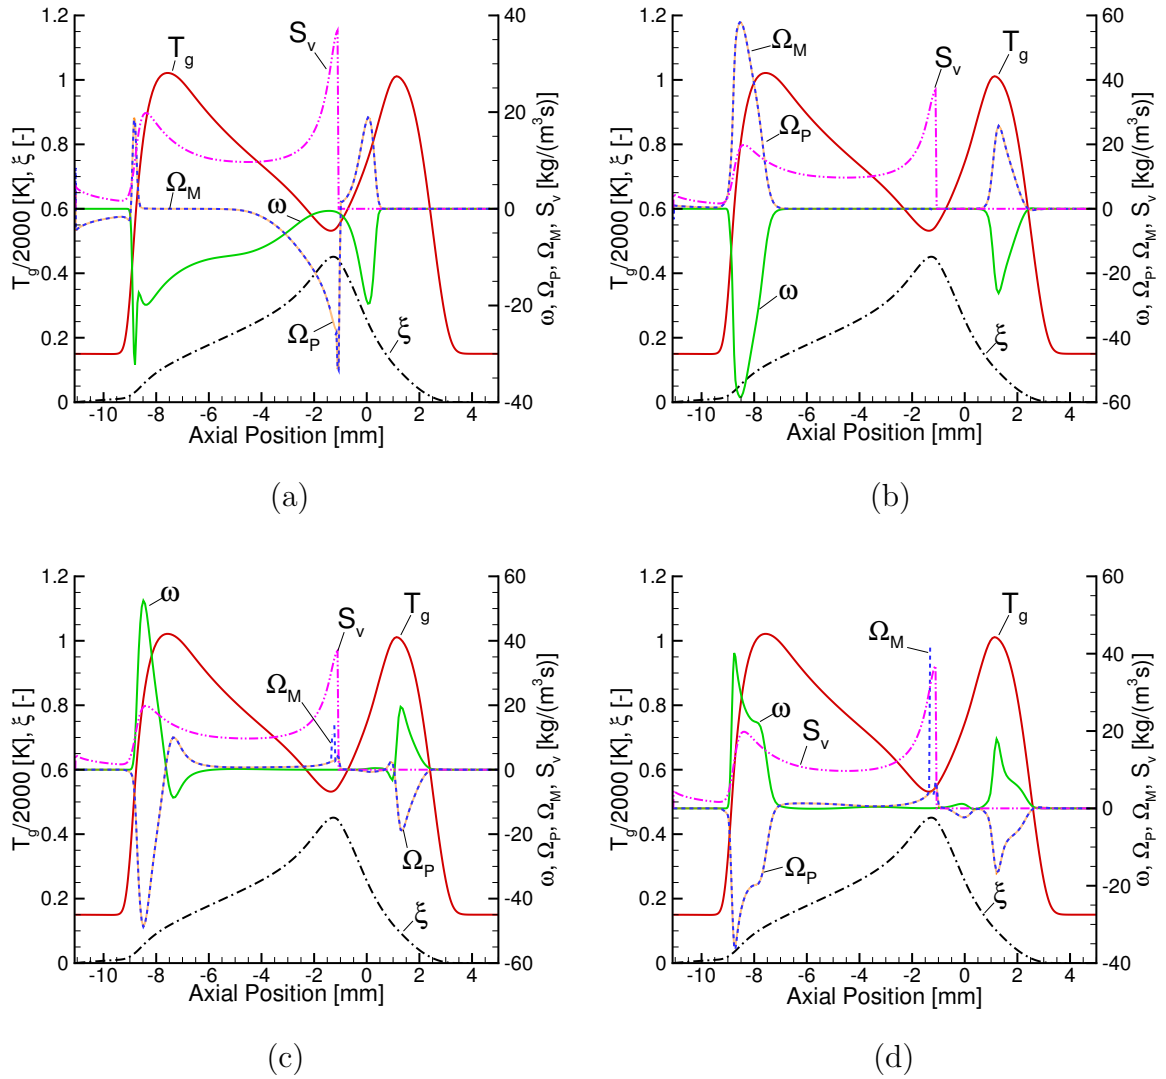 T_g/2000 [K], ξ [-]
1.2
1
0.8
0.6
0.4
0.2
0
-10 -8 -6 -4 -2 0 2 4
Axial Position [mm]
40
20
0
-20
-40
ω, Ω_P, Ω_M, S_v [kg/(m³s)]
T_g
S_v
Ω_M
ω
Ω_P
ξ
(a)
T_g/2000 [K], ξ [-]
1.2
1
0.8
0.6
0.4
0.2
0
-10 -8 -6 -4 -2 0 2 4
Axial Position [mm]
60
40
20
0
-20
-40
-60
ω, Ω_P, Ω_M, S_v [kg/(m³s)]
Ω_M
S_v
T_g
Ω_P
ω
ξ
(b)
T_g/2000 [K], ξ [-]
1.2
1
0.8
0.6
0.4
0.2
0
-10 -8 -6 -4 -2 0 2 4
Axial Position [mm]
60
40
20
0
-20
-40
-60
ω, Ω_P, Ω_M, S_v [kg/(m³s)]
ω
T_g
S_v
Ω_M
Ω_P
ξ
(c)
T_g/2000 [K], ξ [-]
1.2
1
0.8
0.6
0.4
0.2
0
-10 -8 -6 -4 -2 0 2 4
Axial Position [mm]
60
40
20
0
-20
-40
ω, Ω_P, Ω_M, S_v [kg/(m³s)]
Ω_M
T_g
ω
S_v
Ω_P
ξ
(d)